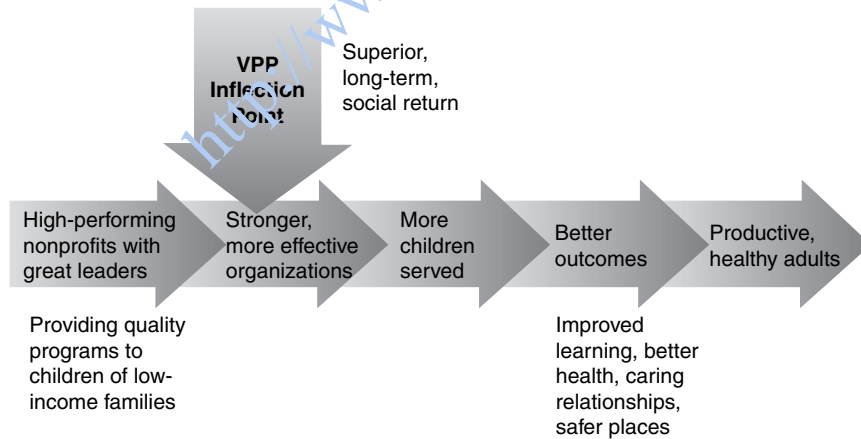 VPP
Inflection
Point
Superior,
long-term,
social return
High-performing
nonprofits with
great leaders
Stronger,
more effective
organizations
More
children
served
Better
outcomes
Productive,
healthy adults
Providing quality
programs to
children of low-
income families
Improved
learning, better
health, caring
relationships,
safer places
http://www.